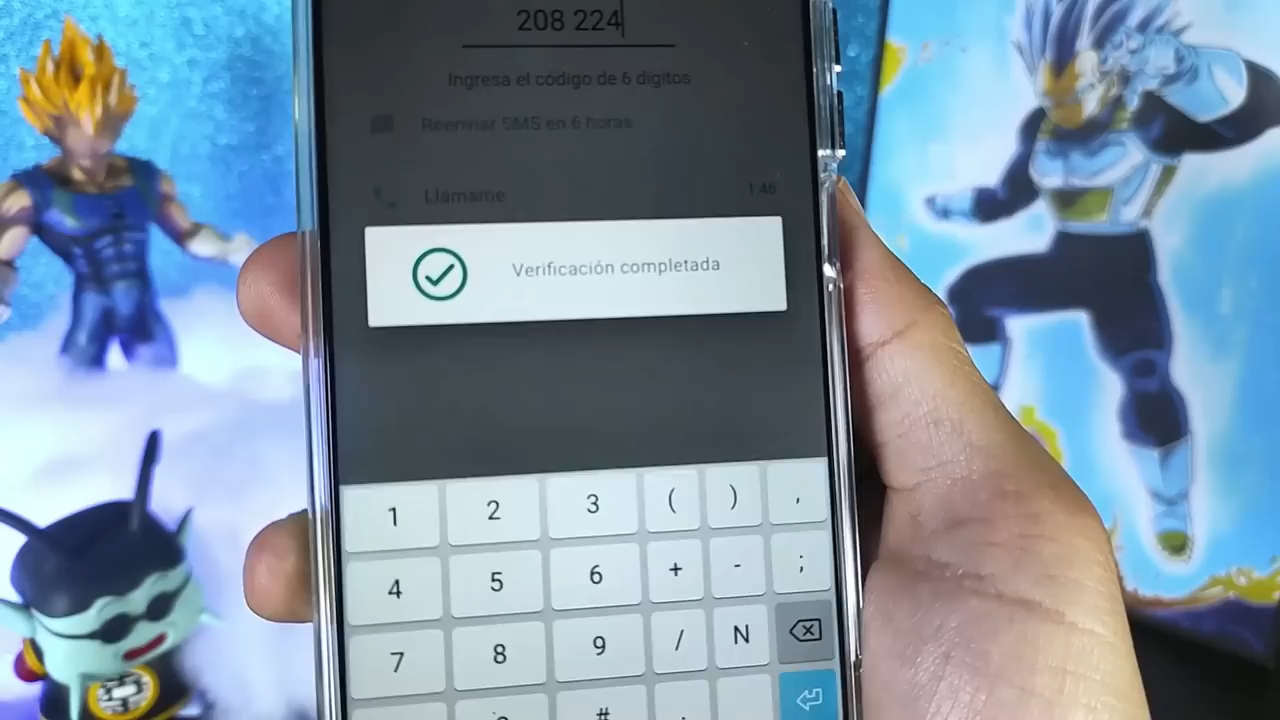 208 224
Ingresa el código de 6 dígitos
Reenviar SMS en 6 horas
Llámame
1:46
Verificación completada
1 2 3 ( ) ,
4 5 6 + - ;
7 8 9 / N
#